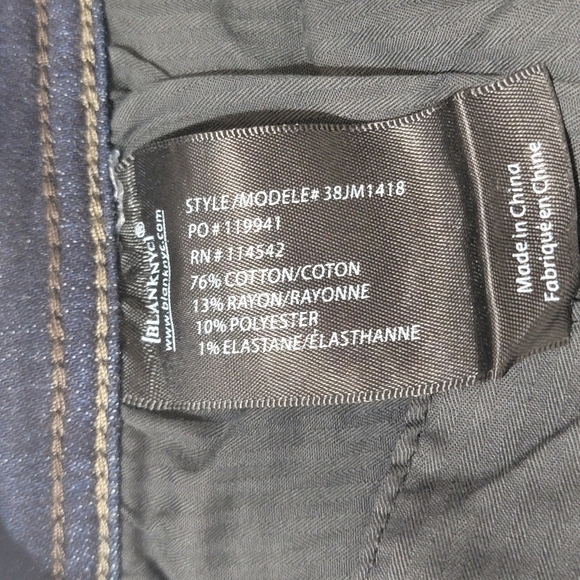 [BLANKNYC]®
www.blanknyc.com
STYLE/MODELE# 38JM1418
PO # 119941
RN # 114542
76% COTTON/COTON
13% RAYON/RAYONNE
10% POLYESTER
1% ELASTANE/ÉLASTHANNE
Made in China
Fabriqué en Chine